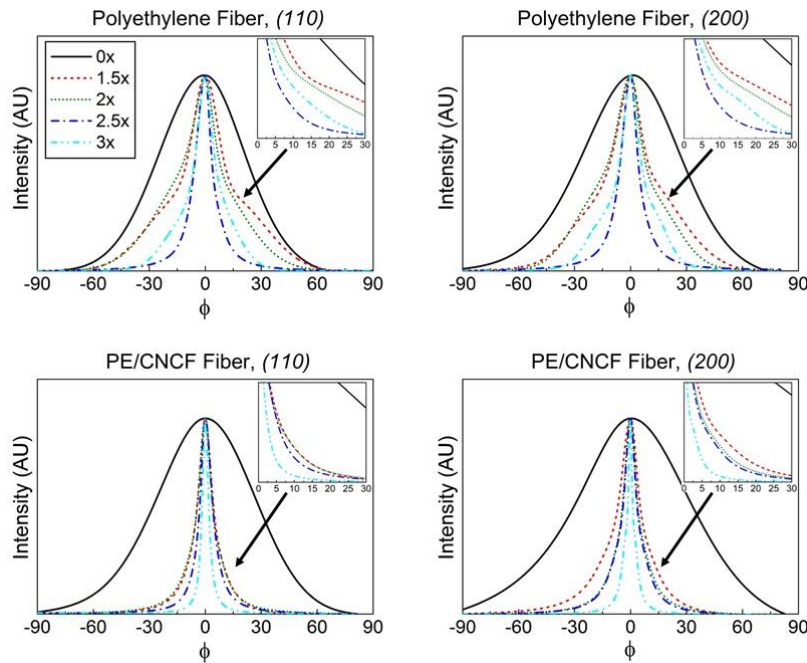 Polyethylene Fiber, (110)
Intensity (AU)
0x
1.5x
2x
2.5x
3x
0 5 10 15 20 25 30
-90 -60 -30 0 30 60 90
ϕ
Polyethylene Fiber, (200)
Intensity (AU)
0 5 10 15 20 25 30
-90 -60 -30 0 30 60 90
ϕ
PE/CNCF Fiber, (110)
Intensity (AU)
0 5 10 15 20 25 30
-90 -60 -30 0 30 60 90
ϕ
PE/CNCF Fiber, (200)
Intensity (AU)
0 5 10 15 20 25 30
-90 -60 -30 0 30 60 90
ϕ